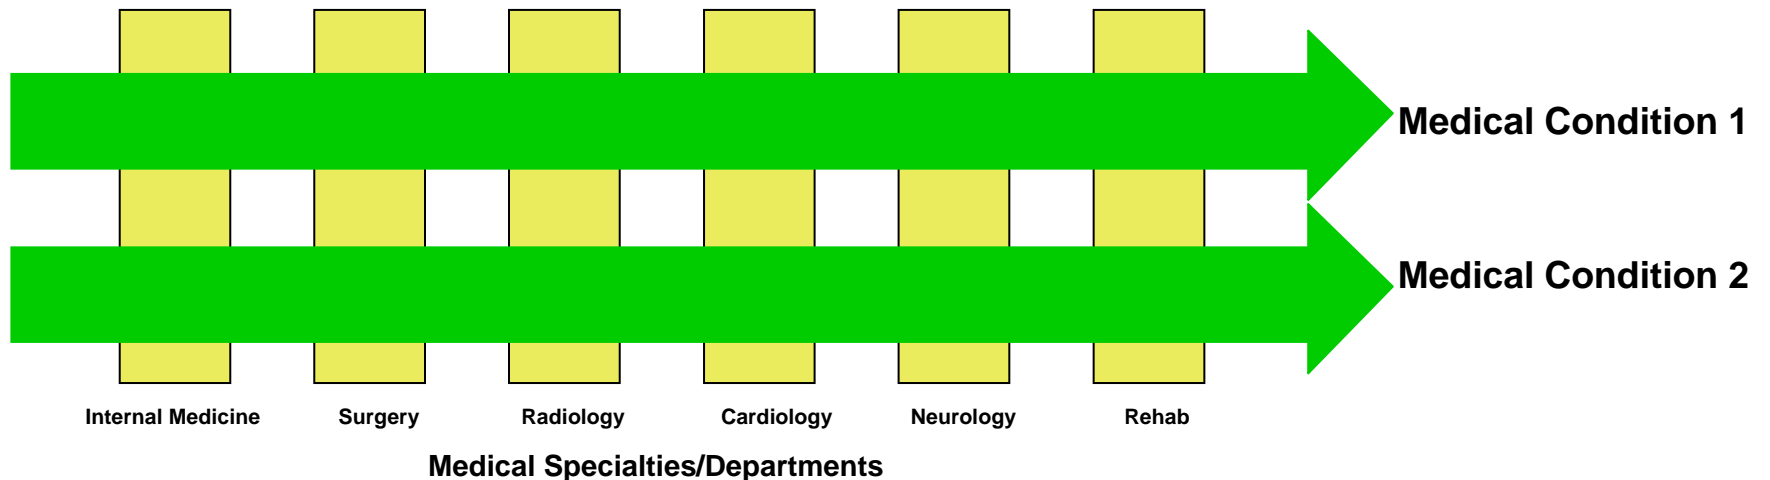 Medical Condition 1
Medical Condition 2
Internal Medicine Surgery Radiology Cardiology Neurology Rehab
Medical Specialties/Departments